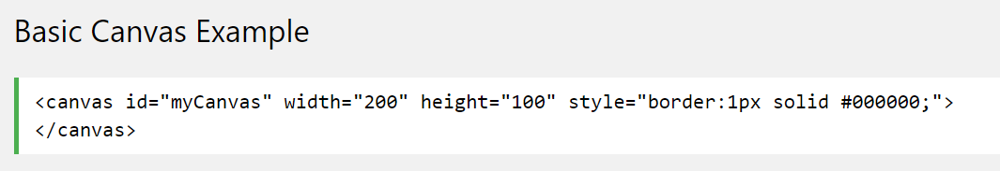 Basic Canvas Example
<canvas id="myCanvas" width="200" height="100" style="border:1px solid #000000;">
</canvas>